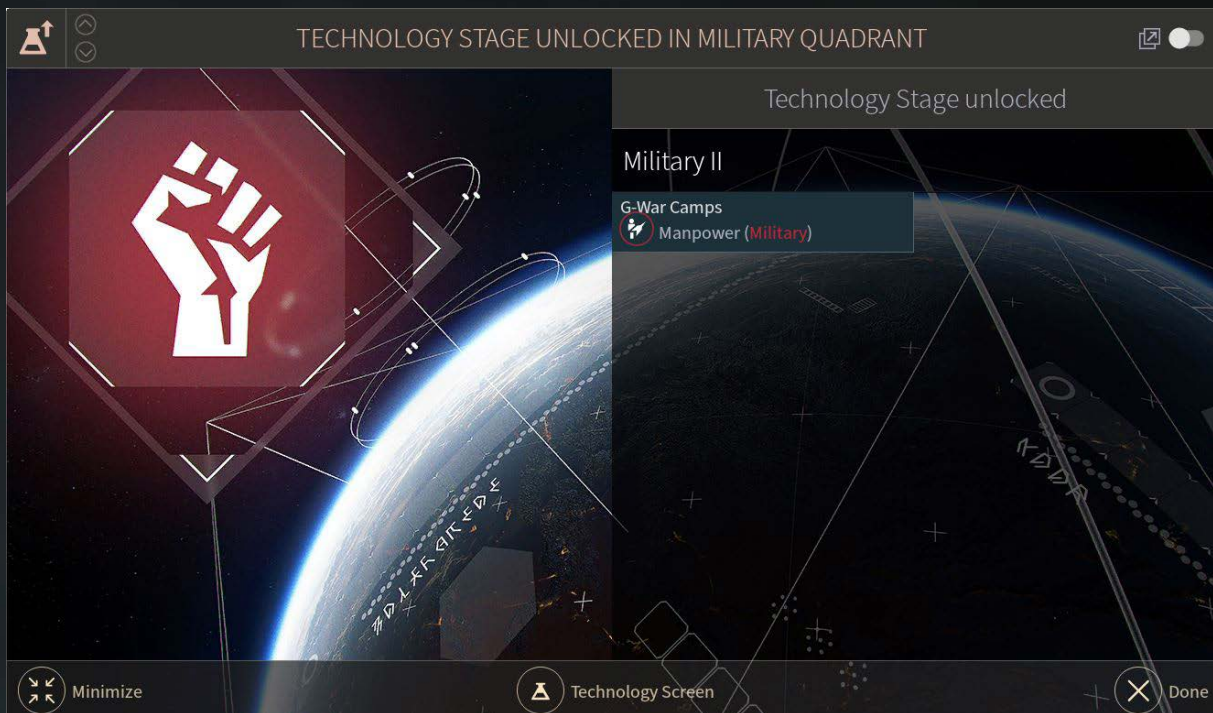 TECHNOLOGY STAGE UNLOCKED IN MILITARY QUADRANT
Technology Stage unlocked
Military II
G-War Camps
Manpower (Military)
Minimize
Technology Screen
Done